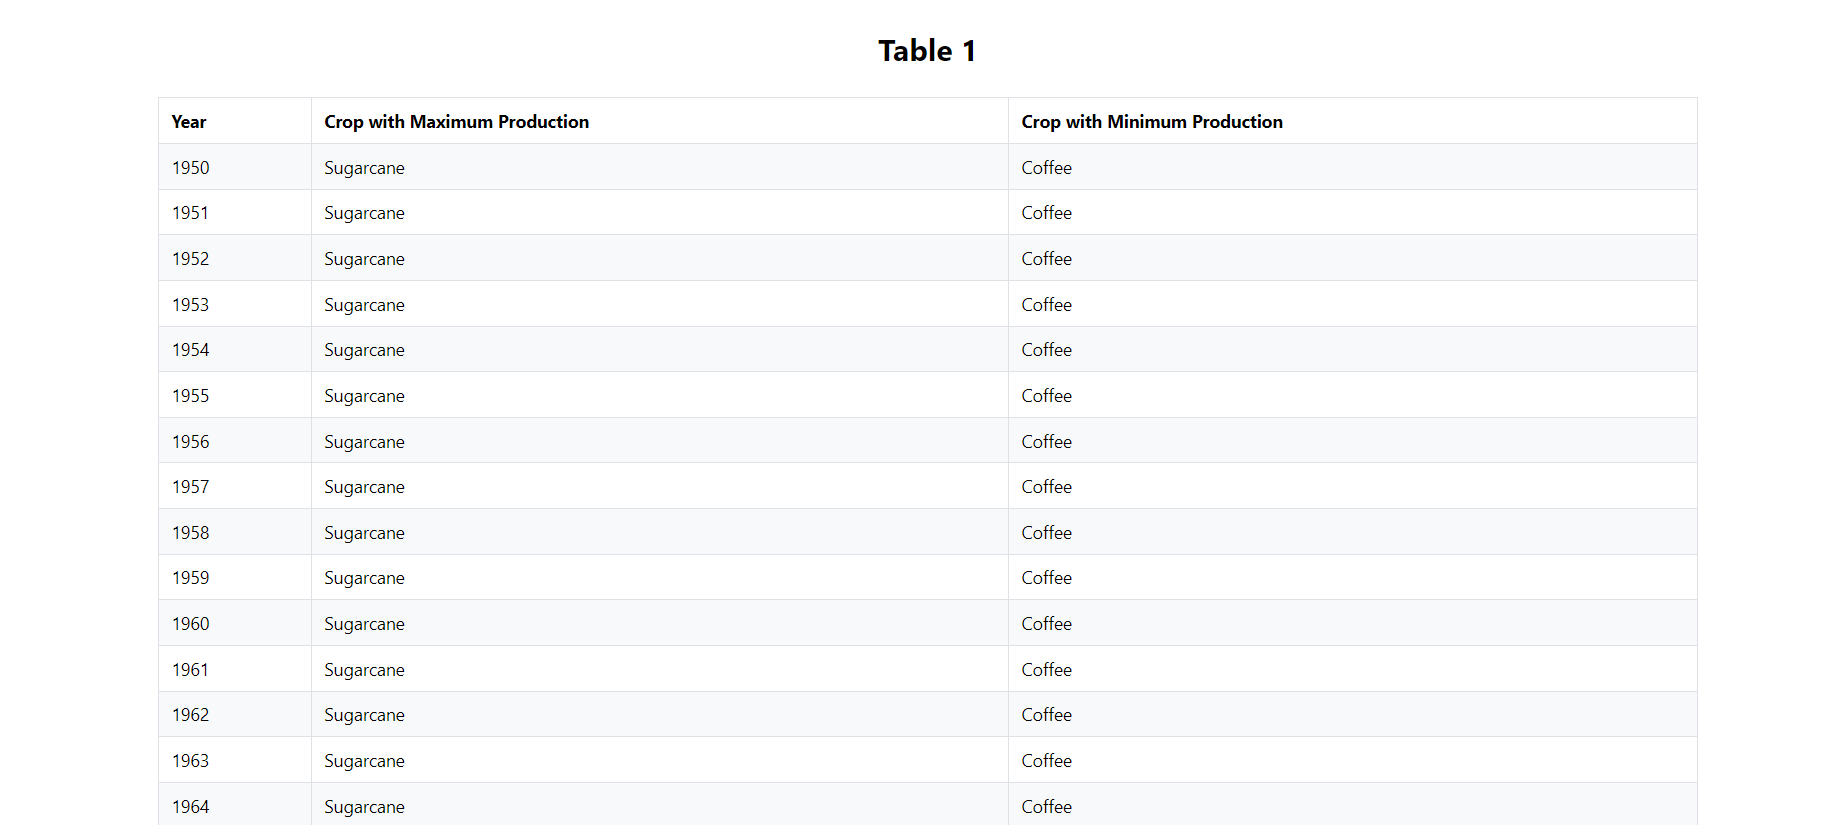 Table 1
Year Crop with Maximum Production Crop with Minimum Production
1950 Sugarcane Coffee
1951 Sugarcane Coffee
1952 Sugarcane Coffee
1953 Sugarcane Coffee
1954 Sugarcane Coffee
1955 Sugarcane Coffee
1956 Sugarcane Coffee
1957 Sugarcane Coffee
1958 Sugarcane Coffee
1959 Sugarcane Coffee
1960 Sugarcane Coffee
1961 Sugarcane Coffee
1962 Sugarcane Coffee
1963 Sugarcane Coffee
1964 Sugarcane Coffee